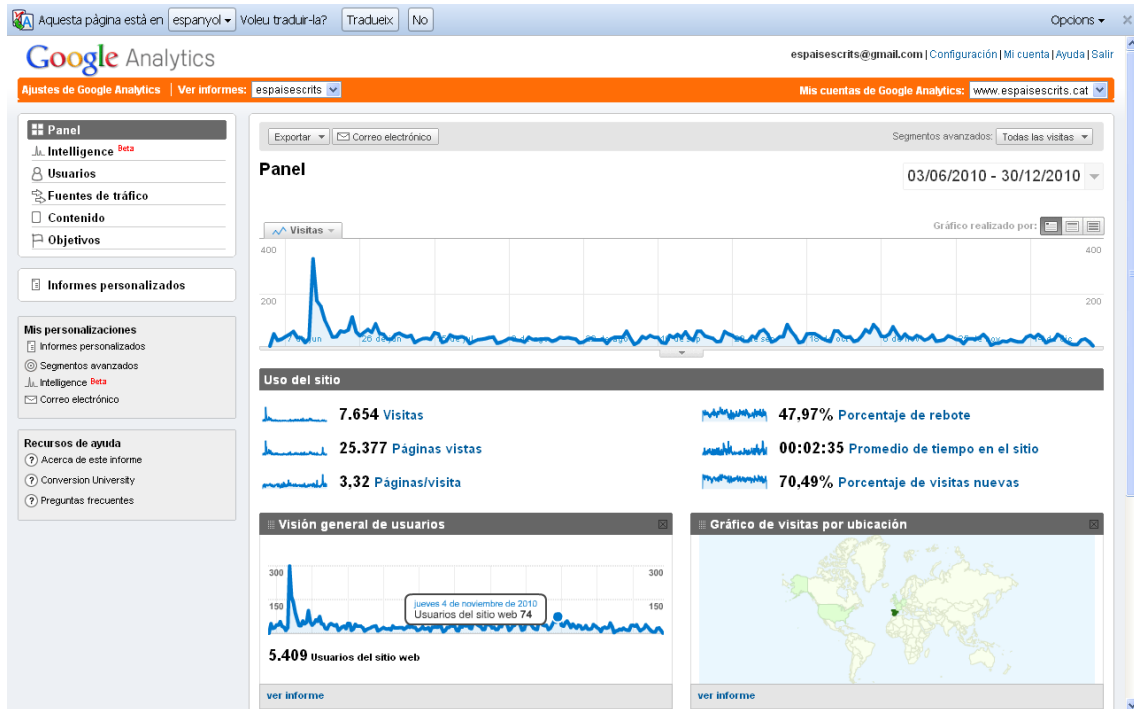 Aquesta pàgina està en espanyol Voleu traduir-la? Tradueix No Opcions
Google Analytics
espaisescrits@gmail.com | Configuración | Mi cuenta | Ayuda | Salir
Ajustes de Google Analytics | Ver informes: espaisescrits Mis cuentas de Google Analytics: www.espaisescrits.cat
Panel
Intelligence Beta
Usuarios
Fuentes de tráfico
Contenido
Objetivos
Informes personalizados
Mis personalizaciones
Informes personalizados
Segmentos avanzados
Intelligence Beta
Correo electrónico
Recursos de ayuda
Acerca de este informe
Conversion University
Preguntas frecuentes
Exportar Correo electrónico Segmentos avanzados: Todas las visitas
Panel
03/06/2010 - 30/12/2010
Visitas
Gráfico realizado por:
400 400
200 200
Uso del sitio
7.654 Visitas
47,97% Porcentaje de rebote
25.377 Páginas vistas
00:02:35 Promedio de tiempo en el sitio
3,32 Páginas/visita
70,49% Porcentaje de visitas nuevas
Visión general de usuarios
300 300
150 150
jueves 4 de noviembre de 2010
Usuarios del sitio web 74
5.409 Usuarios del sitio web
ver informe
Gráfico de visitas por ubicación
ver informe